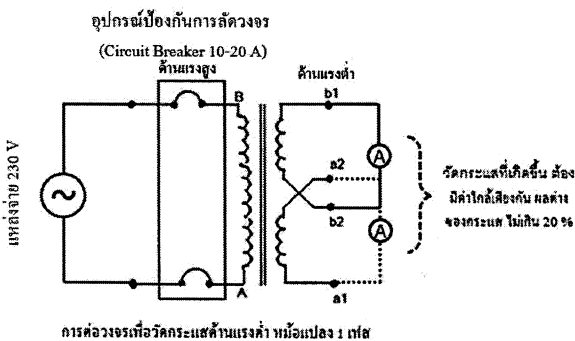 อุปกรณ์ป้องกันการลัดวงจร
(Circuit Breaker 10-20 A)
ด้านแรงสูง
ด้านแรงต่ำ
B
b1
A
a2
b2
A
A
a1
แหล่งจ่าย 230 V
วัดกระแสที่เกิดขึ้น ต้อง
มีค่าใกล้เคียงกัน ผลต่าง
ของกระแส ไม่เกิน 20 %
การต่อวงจรเพื่อวัดกระแสด้านแรงต่ำ หม้อแปลง 1 เฟส